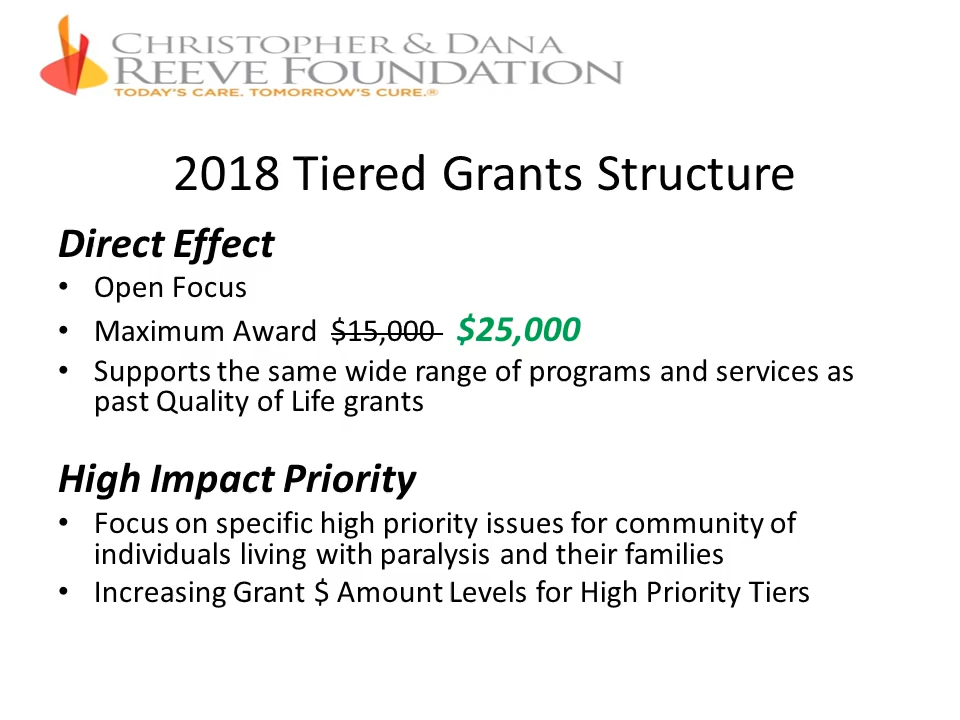 CHRISTOPHER & DANA
REEVE FOUNDATION
TODAY'S CARE. TOMORROW'S CURE.®
2018 Tiered Grants Structure
Direct Effect
• Open Focus
• Maximum Award $15,000 $25,000
• Supports the same wide range of programs and services as
past Quality of Life grants
High Impact Priority
• Focus on specific high priority issues for community of
individuals living with paralysis and their families
• Increasing Grant $ Amount Levels for High Priority Tiers